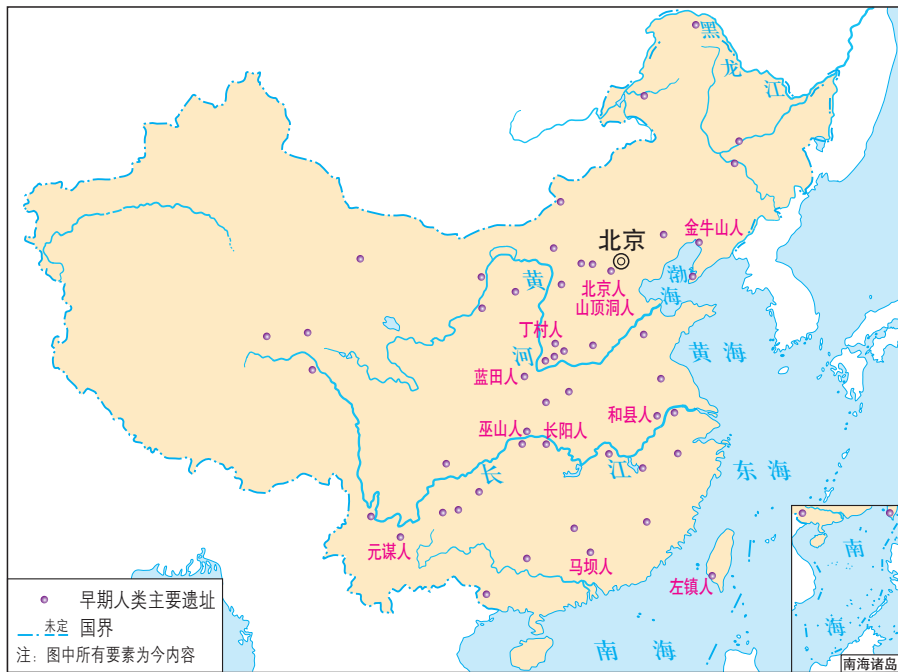 黑
龙
江
金牛山人
北京
渤
海
黄
北京人
山顶洞人
丁村人
河
黄海
蓝田人
和县人
巫山人
长阳人
长
江
东海
元谋人
马坝人
左镇人
南
海
南海
早期人类主要遗址
未定 国界
注：图中所有要素为今内容
南海诸岛